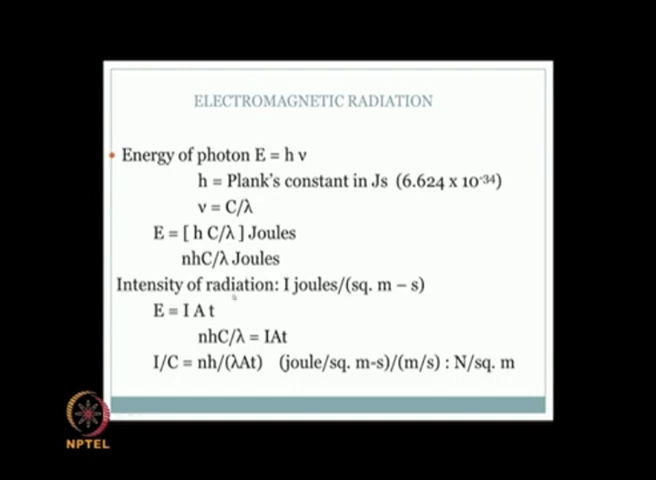 ELECTROMAGNETIC RADIATION
• Energy of photon E = h ν
h = Plank's constant in Js (6.624 x 10⁻³⁴)
ν = C/λ
E = [ h C/λ ] Joules
nhC/λ Joules
Intensity of radiation: I joules/(sq. m – s)
E = I A t
nhC/λ = IAt
I/C = nh/(λAt) (joule/sq. m-s)/(m/s) : N/sq. m
NPTEL